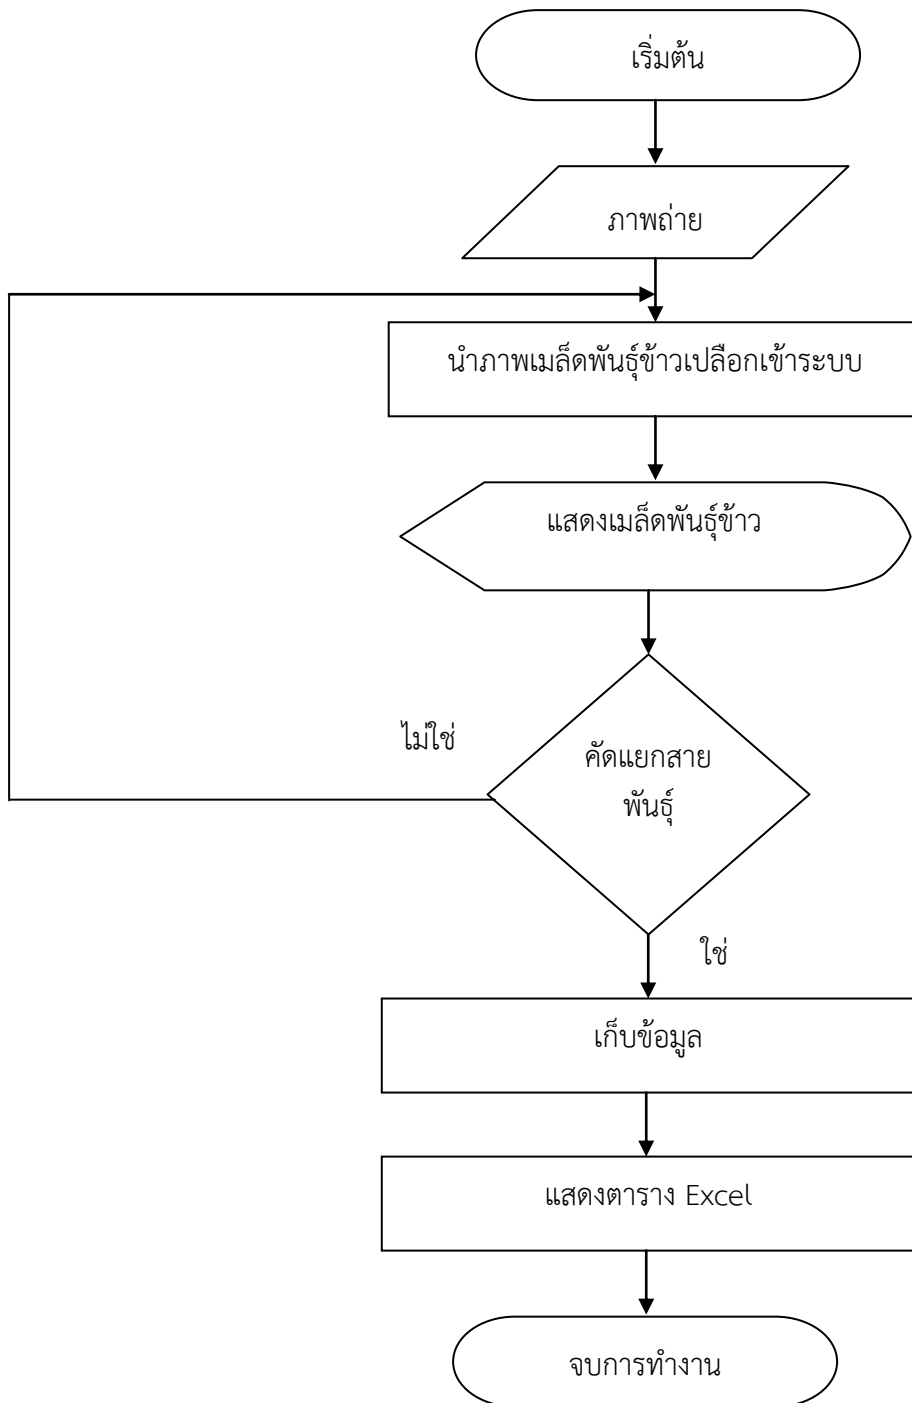 เริ่มต้น
ภาพถ่าย
นำภาพเมล็ดพันธุ์ข้าวเปลือกเข้าระบบ
แสดงเมล็ดพันธุ์ข้าว
ไม่ใช่
คัดแยกสาย
พันธุ์
ใช่
เก็บข้อมูล
แสดงตาราง Excel
จบการทำงาน